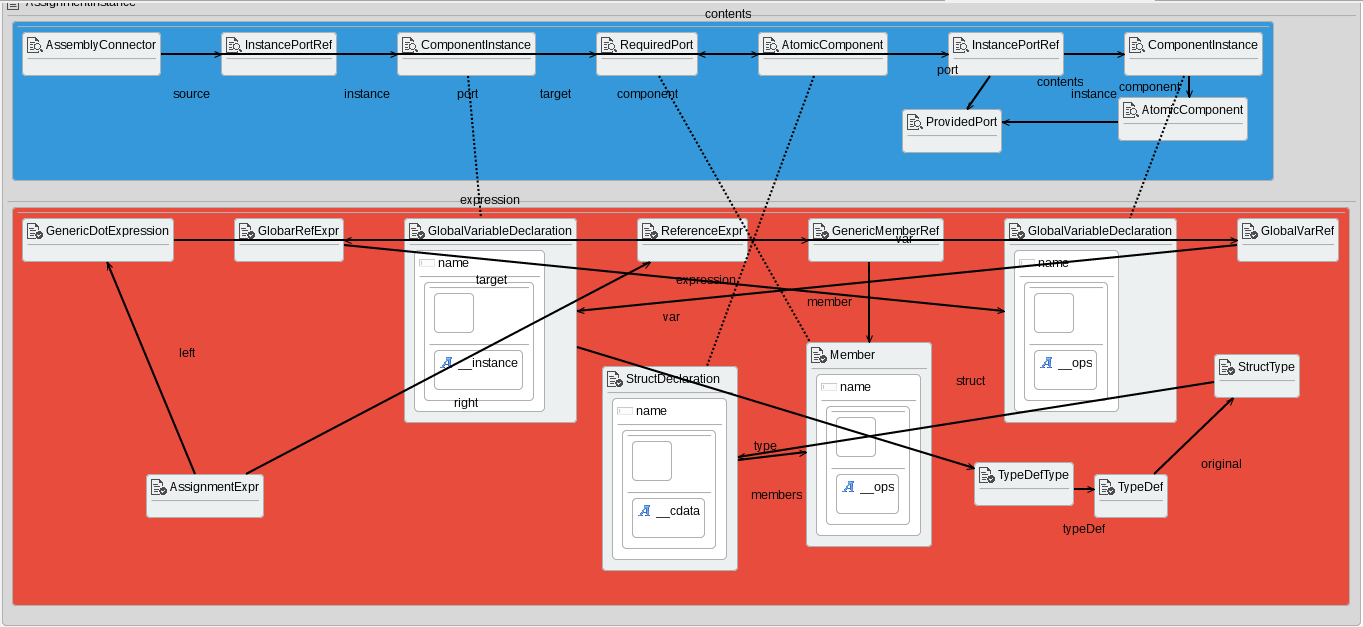 AssignmentInstance
contents
AssemblyConnector
InstancePortRef
ComponentInstance
RequiredPort
AtomicComponent
InstancePortRef
ComponentInstance
source
instance
port
target
component
port
contents
instance
component
ProvidedPort
AtomicComponent
expression
GenericDotExpression
GlobarRefExpr
GlobalVariableDeclaration
ReferenceExpr
GenericMemberRef
var
GlobalVariableDeclaration
GlobalVarRef
name
target
expression
name
member
var
left
__instance
Member
__ops
StructType
StructDeclaration
struct
name
right
name
type
original
TypeDefType
TypeDef
AssignmentExpr
members
__ops
__cdata
typeDef